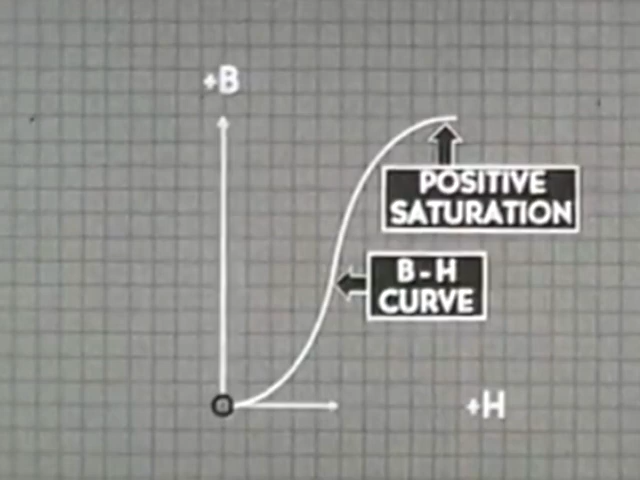 +B
POSITIVE
SATURATION
B-H
CURVE
O
+H